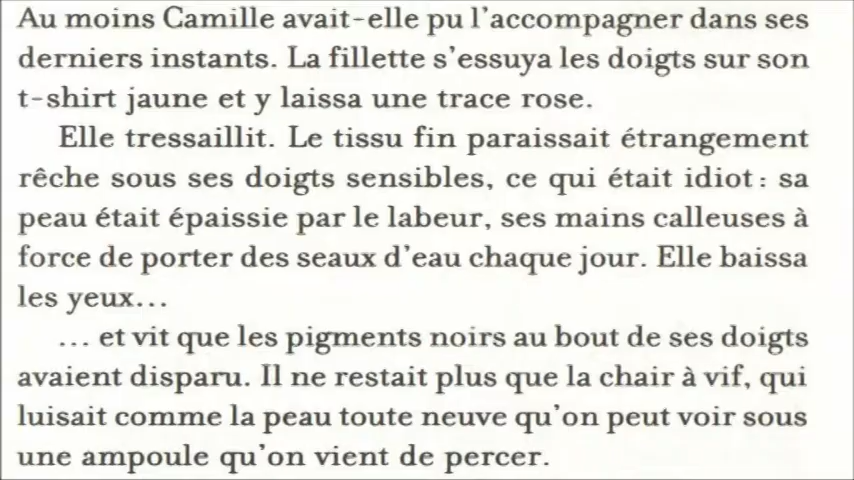 Au moins Camille avait-elle pu l’accompagner dans ses
derniers instants. La fillette s’essuya les doigts sur son
t-shirt jaune et y laissa une trace rose.
Elle tressaillit. Le tissu fin paraissait étrangement
rêche sous ses doigts sensibles, ce qui était idiot : sa
peau était épaissie par le labeur, ses mains calleuses à
force de porter des seaux d’eau chaque jour. Elle baissa
les yeux...
... et vit que les pigments noirs au bout de ses doigts
avaient disparu. Il ne restait plus que la chair à vif, qui
luisait comme la peau toute neuve qu’on peut voir sous
une ampoule qu’on vient de percer.